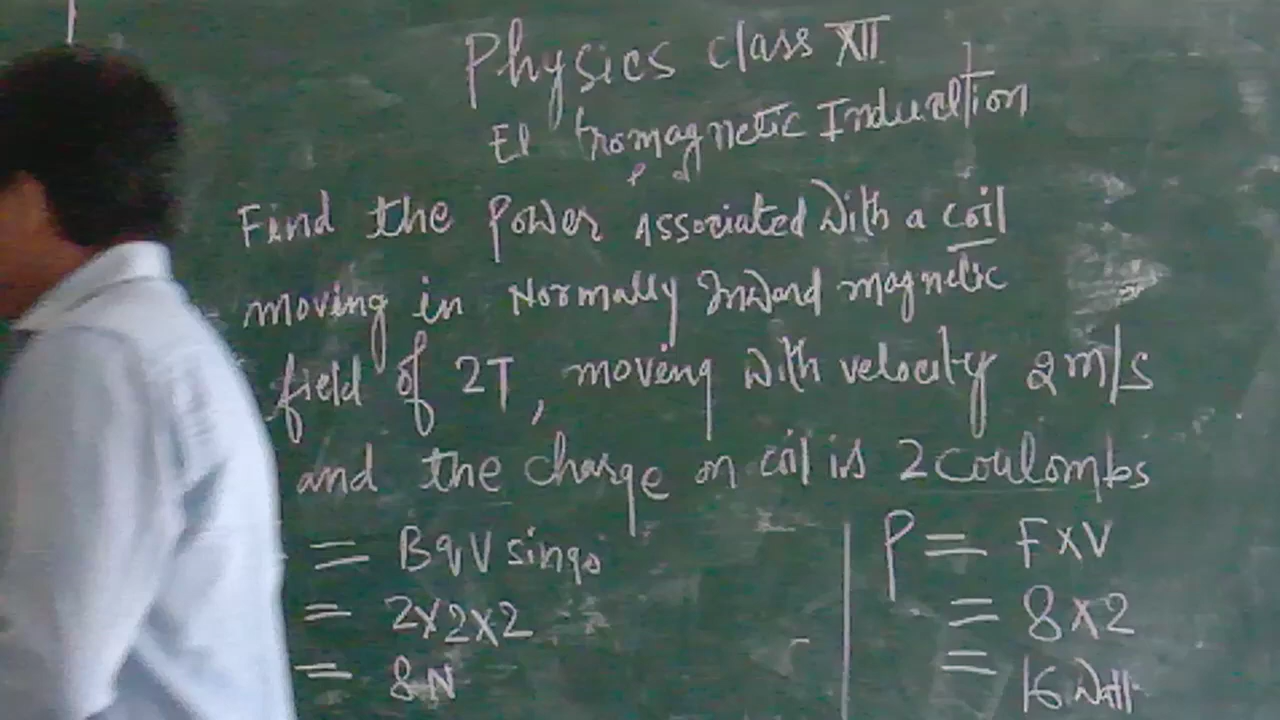 Physics class XII
El tromagnetic Induction
Find the Power Associated With a coil
moving in Normally Inward magnetic
field of 2T, moving with velocity 2m/s
and the charge on coil is 2 Coulombs
= BqV sin90
= 2x2x2
= 8N
P = FxV
= 8x2
= 16 Watt